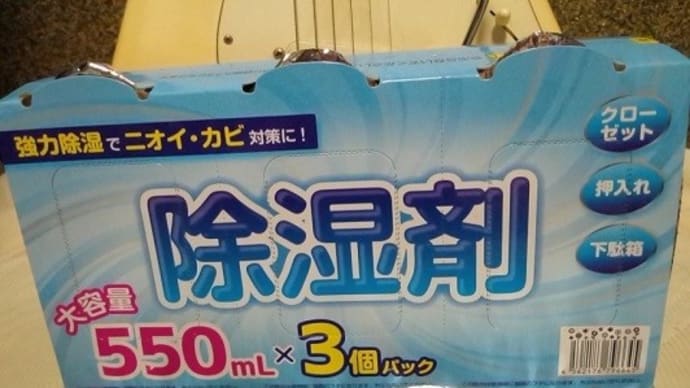 強力除湿でニオイ・カビ対策に!
クロー
ゼット
押入れ
下駄箱
除湿剤
大容量
550mL×3個パック